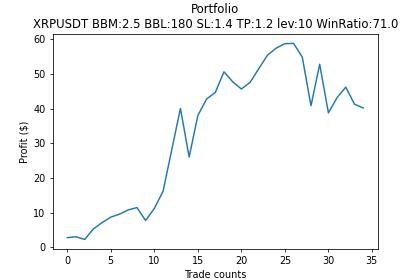 Portfolio
XRPUSDT BBM:2.5 BBL:180 SL:1.4 TP:1.2 lev:10 WinRatio:71.0
60
50
40
30
20
10
0
Profit ($)
0 5 10 15 20 25 30 35
Trade counts